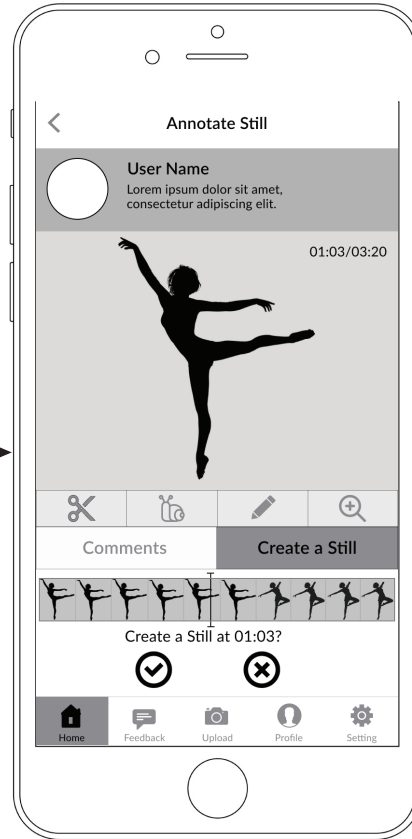 Annotate Still
User Name
Lorem ipsum dolor sit amet,
consectetur adipiscing elit.
01:03/03:20
Comments
Create a Still
Create a Still at 01:03?
Home
Feedback
Upload
Profile
Setting